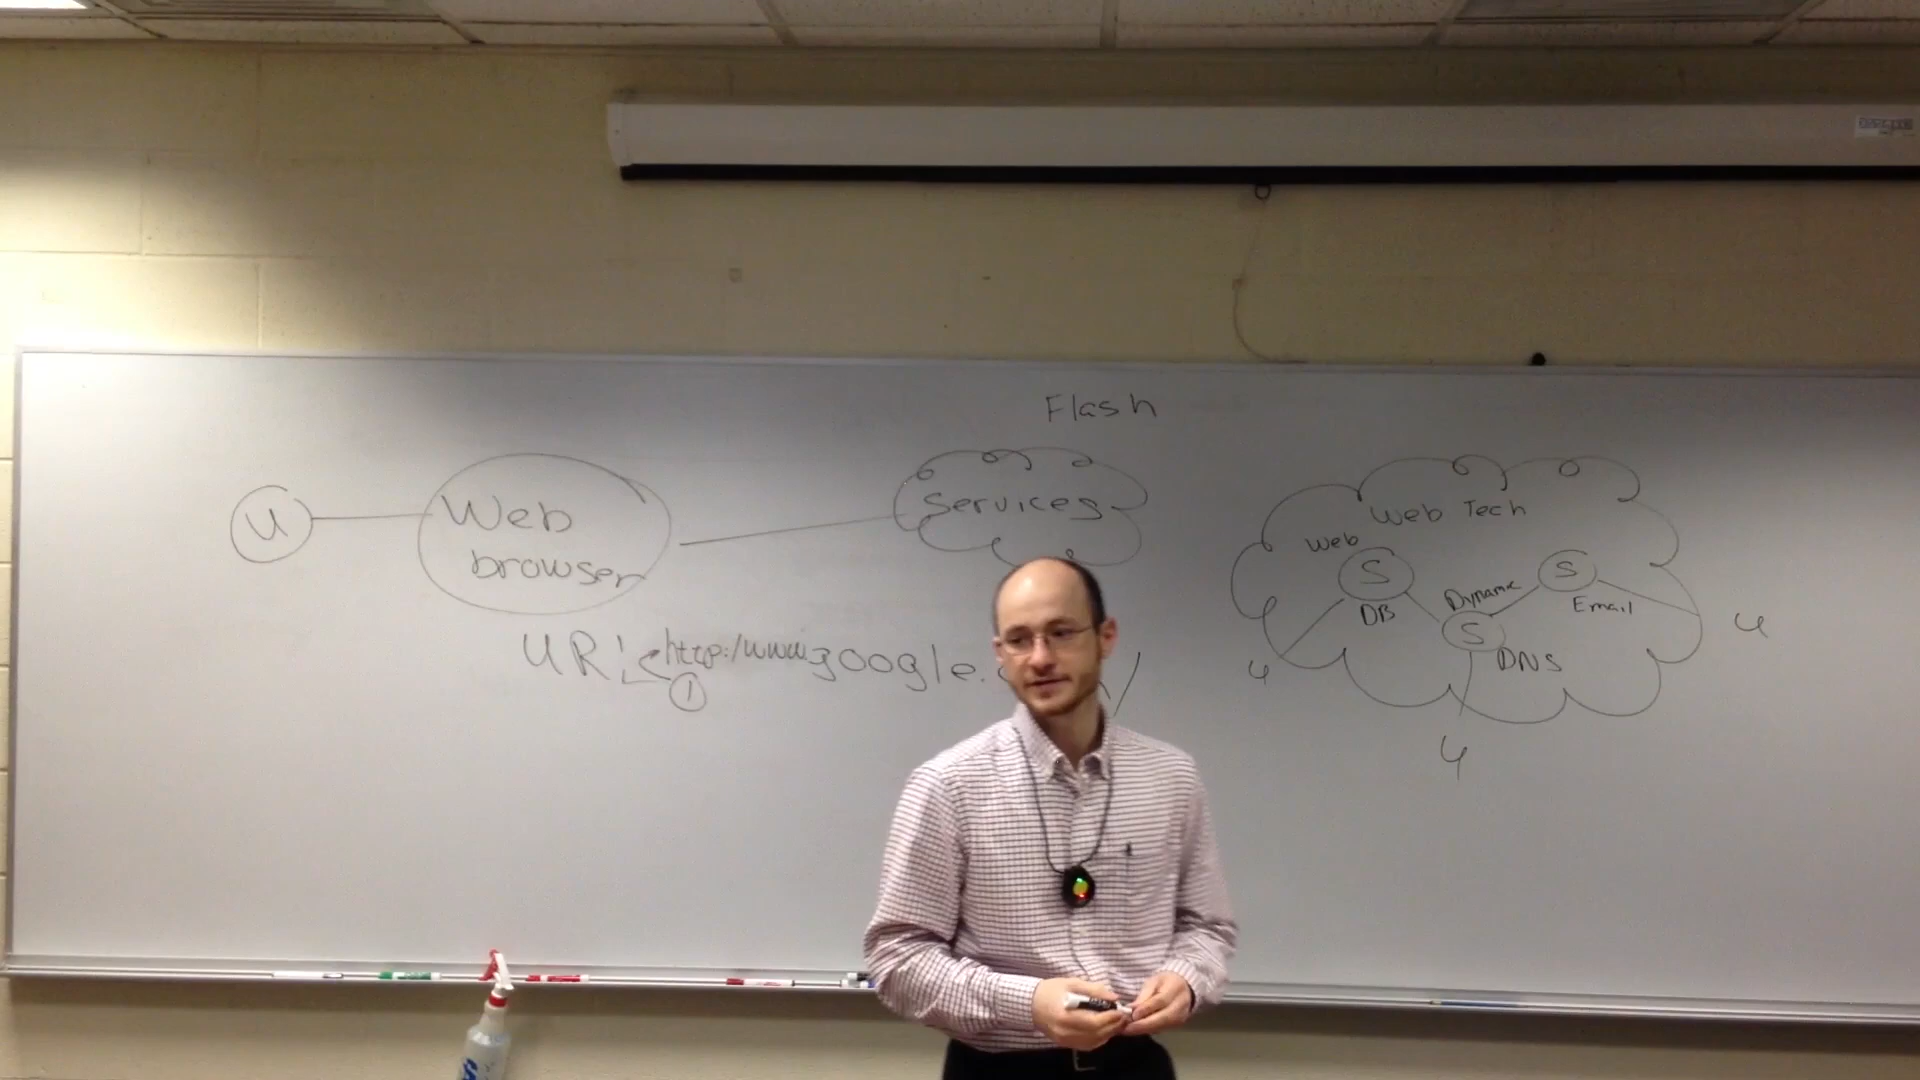 Flash
U
Web
browser
Services
Web Tech
Web
S
DB
Dynamic
S
Email
S
DNS
U
U
U
URL
http://www.google.
1